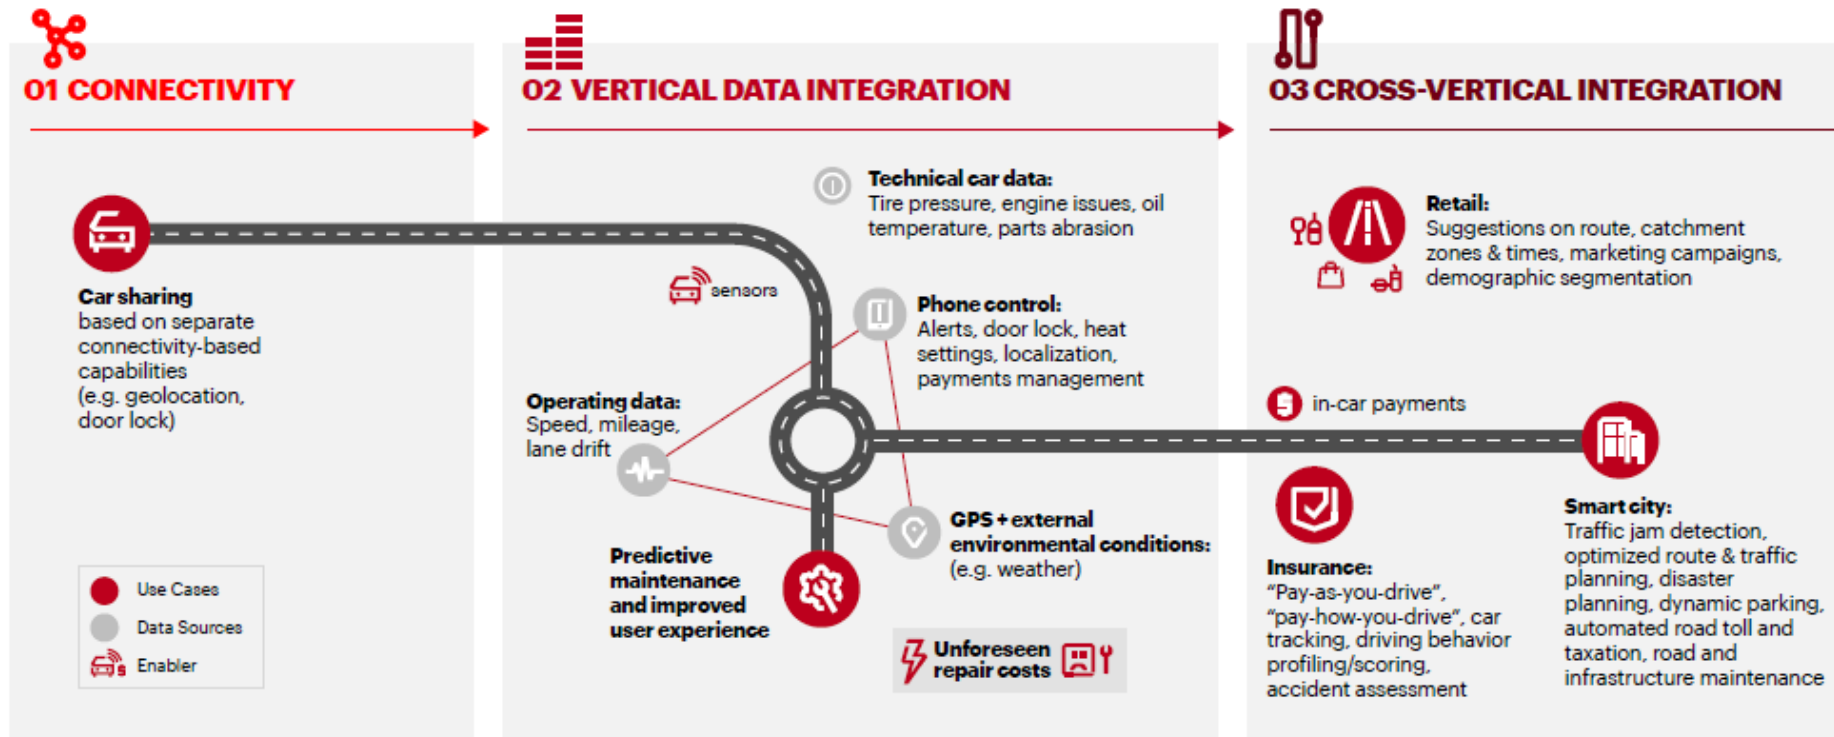 01 CONNECTIVITY
Car sharing
based on separate
connectivity-based
capabilities
(e.g. geolocation,
door lock)
Use Cases
Data Sources
Enabler
02 VERTICAL DATA INTEGRATION
Technical car data:
Tire pressure, engine issues, oil
temperature, parts abrasion
sensors
Phone control:
Alerts, door lock, heat
settings, localization,
payments management
Operating data:
Speed, mileage,
lane drift
GPS + external
environmental conditions:
(e.g. weather)
Predictive
maintenance
and improved
user experience
Unforeseen
repair costs
03 CROSS-VERTICAL INTEGRATION
Retail:
Suggestions on route, catchment
zones & times, marketing campaigns,
demographic segmentation
in-car payments
Insurance:
“Pay-as-you-drive“,
“pay-how-you-drive“, car
tracking, driving behavior
profiling/scoring,
accident assessment
Smart city:
Traffic jam detection,
optimized route & traffic
planning, disaster
planning, dynamic parking,
automated road toll and
taxation, road and
infrastructure maintenance